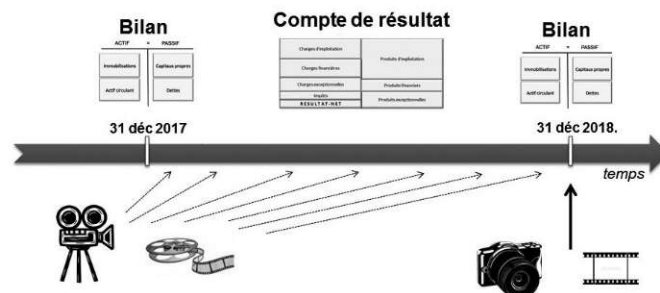 Bilan
ACTIF = PASSIF
Immobilisations
Capitaux propres
Actif circulant
Dettes
31 déc 2017
Compte de résultat
Charges d'exploitation
Produits d'exploitation
Charges financières
Charges exceptionnelles
Produits financiers
Impôts
Produits exceptionnelles
RESULTAT-NET
Bilan
ACTIF = PASSIF
Immobilisations
Capitaux propres
Actif circulant
Dettes
31 déc 2018.
temps